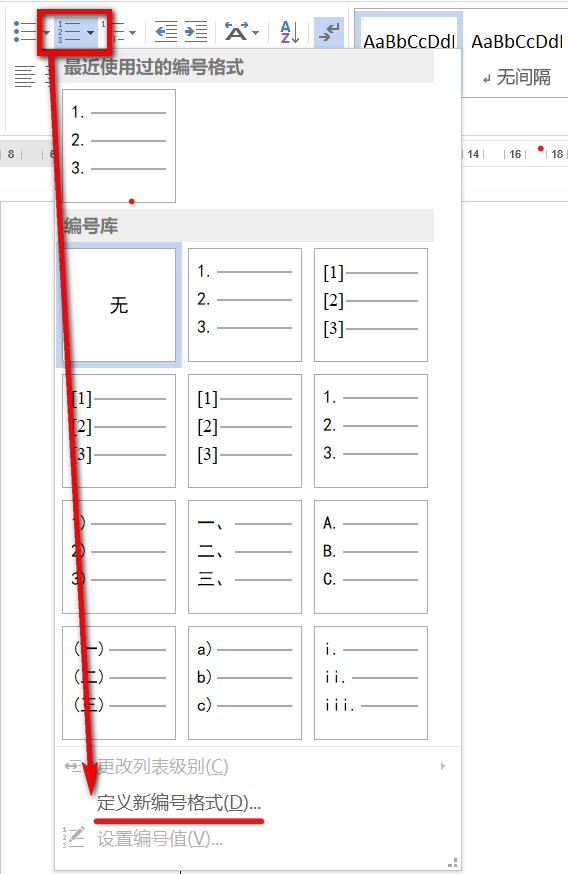 AaBbCcDdI AaBbCcDdI
↲ 无间隔
最近使用过的编号格式
1.
2.
3.
8 6 14 16 18
编号库
无
1.
2.
3.
[1]
[2]
[3]
[1]
[2]
[3]
[1]
[2]
[3]
1.
2.
3.
1)
2)
3)
一、
二、
三、
A.
B.
C.
(一)
(二)
(三)
a)
b)
c)
i.
ii.
iii.
更改列表级别(C)
定义新编号格式(D)...
设置编号值(V)...